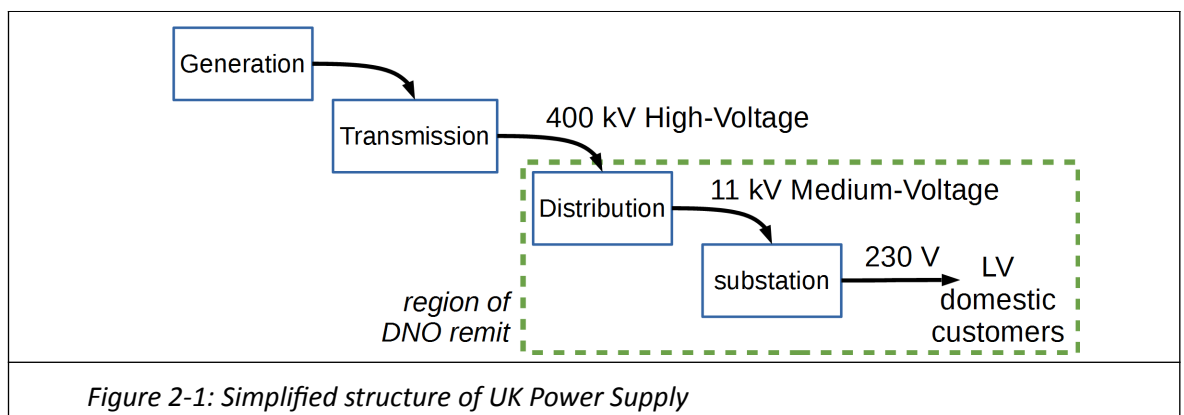 Generation
Transmission
400 kV High-Voltage
Distribution
11 kV Medium-Voltage
substation
230 V
LV
domestic
customers
region of
DNO remit
Figure 2-1: Simplified structure of UK Power Supply